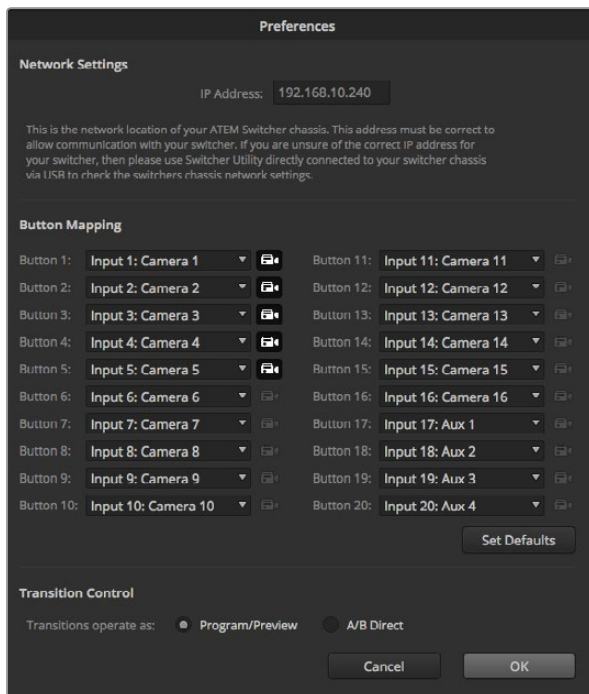 Preferences
Network Settings
IP Address: 192.168.10.240
This is the network location of your ATEM Switcher chassis. This address must be correct to
allow communication with your switcher. If you are unsure of the correct IP address for
your switcher, then please use Switcher Utility directly connected to your switcher chassis
via USB to check the switchers chassis network settings.
Button Mapping
Button 1: Input 1: Camera 1 Button 11: Input 11: Camera 11
Button 2: Input 2: Camera 2 Button 12: Input 12: Camera 12
Button 3: Input 3: Camera 3 Button 13: Input 13: Camera 13
Button 4: Input 4: Camera 4 Button 14: Input 14: Camera 14
Button 5: Input 5: Camera 5 Button 15: Input 15: Camera 15
Button 6: Input 6: Camera 6 Button 16: Input 16: Camera 16
Button 7: Input 7: Camera 7 Button 17: Input 17: Aux 1
Button 8: Input 8: Camera 8 Button 18: Input 18: Aux 2
Button 9: Input 9: Camera 9 Button 19: Input 19: Aux 3
Button 10: Input 10: Camera 10 Button 20: Input 20: Aux 4
Set Defaults
Transition Control
Transitions operate as: Program/Preview A/B Direct
Cancel OK